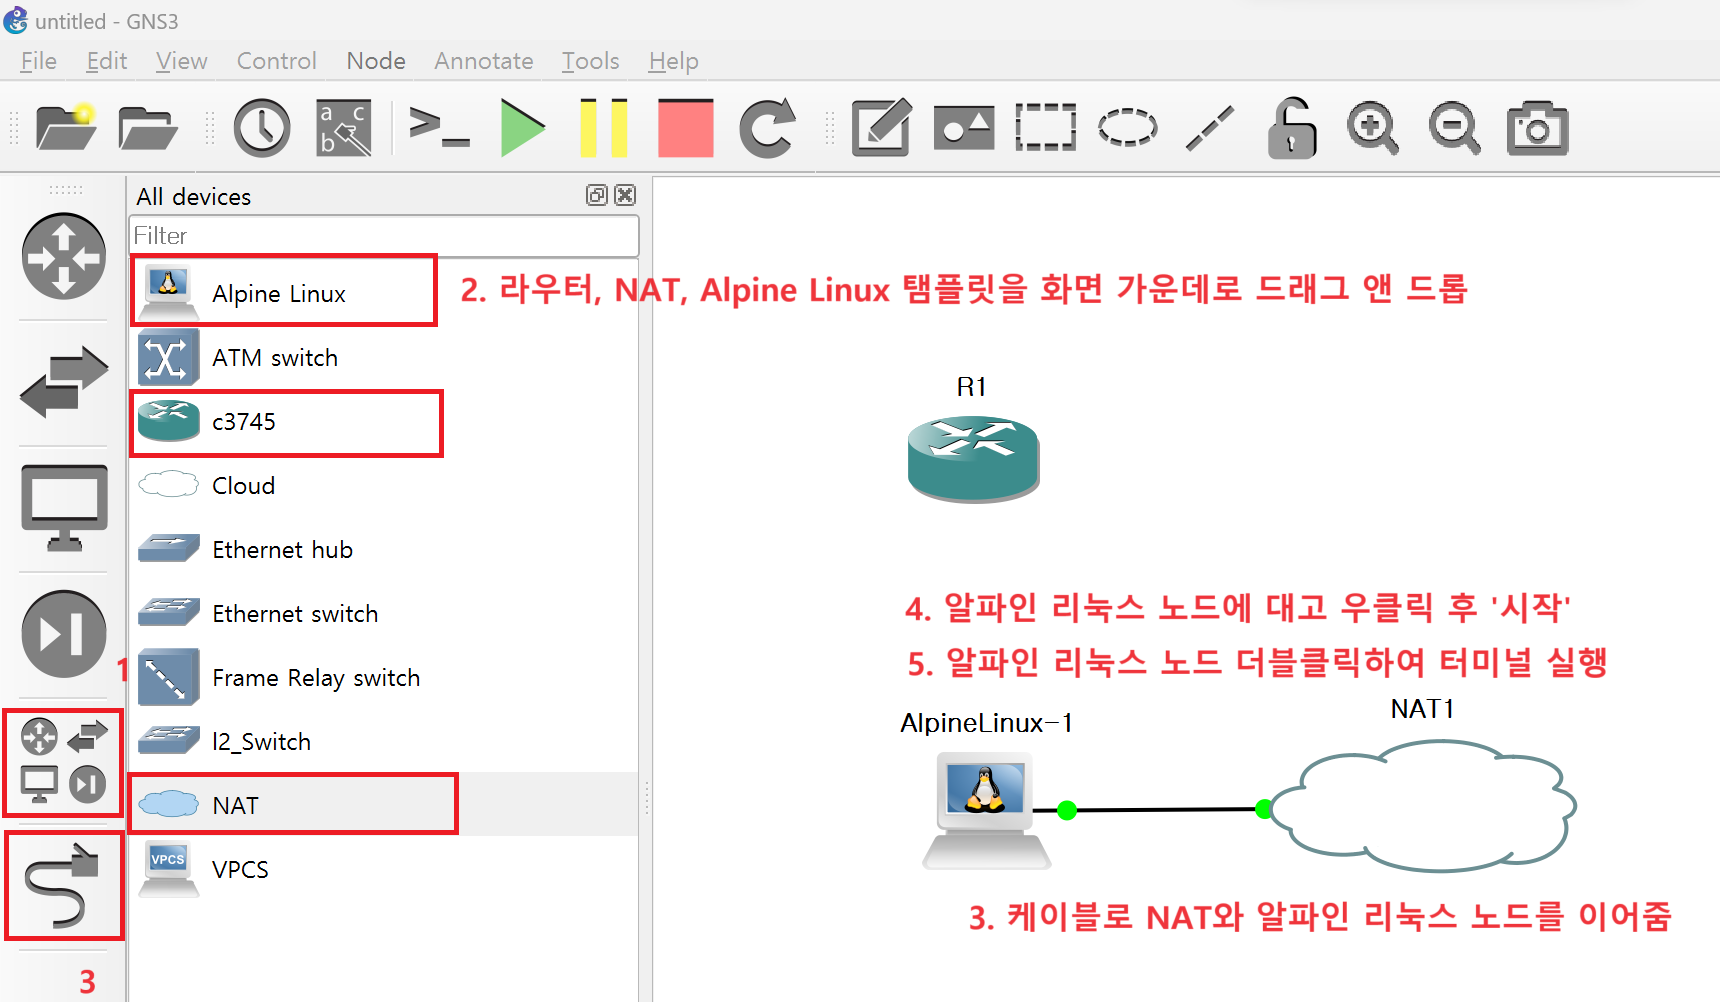 untitled - GNS3
File Edit View Control Node Annotate Tools Help
a c
b
All devices
Filter
Alpine Linux
2. 라우터, NAT, Alpine Linux 탬플릿을 화면 가운데로 드래그 앤 드롭
ATM switch
R1
c3745
Cloud
Ethernet hub
Ethernet switch
4. 알파인 리눅스 노드에 대고 우클릭 후 '시작'
5. 알파인 리눅스 노드 더블클릭하여 터미널 실행
1
Frame Relay switch
AlpineLinux-1
NAT1
l2_Switch
NAT
VPCS
VPCS
3. 케이블로 NAT와 알파인 리눅스 노드를 이어줌
3